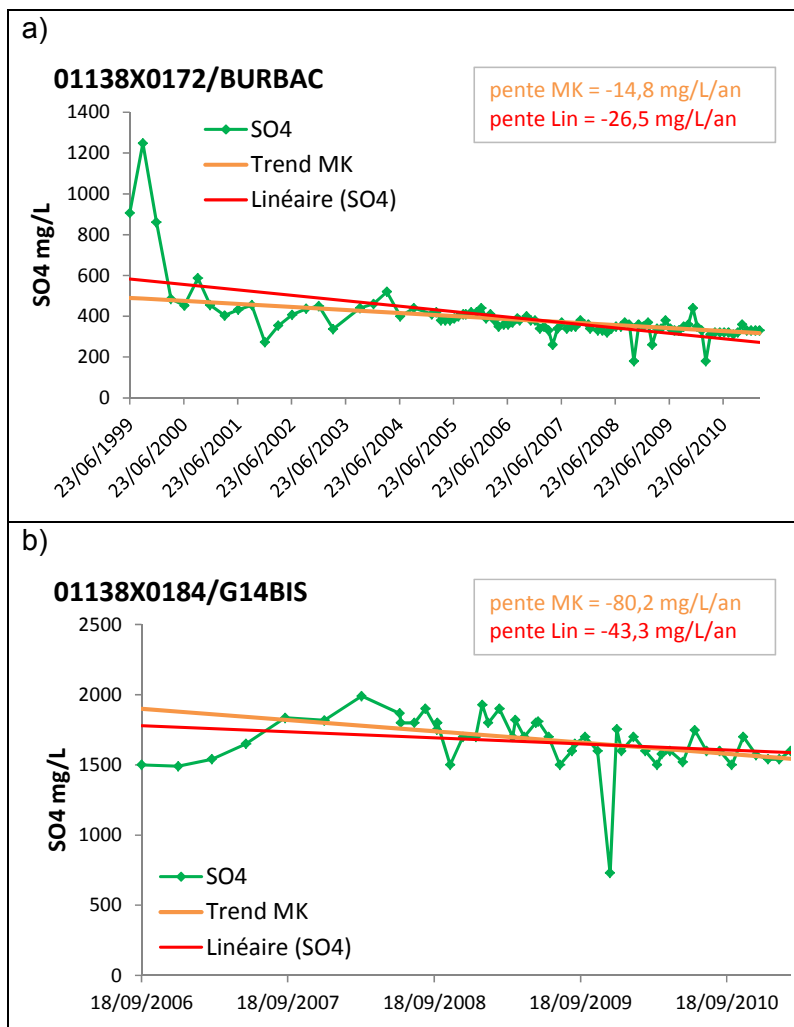 a)
01138X0172/BURBAC
pente MK = -14,8 mg/L/an
pente Lin = -26,5 mg/L/an
SO4
Trend MK
Linéaire (SO4)
SO4 mg/L
1400
1200
1000
800
600
400
200
0
23/06/1999
23/06/2000
23/06/2001
23/06/2002
23/06/2003
23/06/2004
23/06/2005
23/06/2006
23/06/2007
23/06/2008
23/06/2009
23/06/2010
b)
01138X0184/G14BIS
pente MK = -80,2 mg/L/an
pente Lin = -43,3 mg/L/an
SO4 mg/L
2500
2000
1500
1000
500
0
SO4
Trend MK
Linéaire (SO4)
18/09/2006
18/09/2007
18/09/2008
18/09/2009
18/09/2010